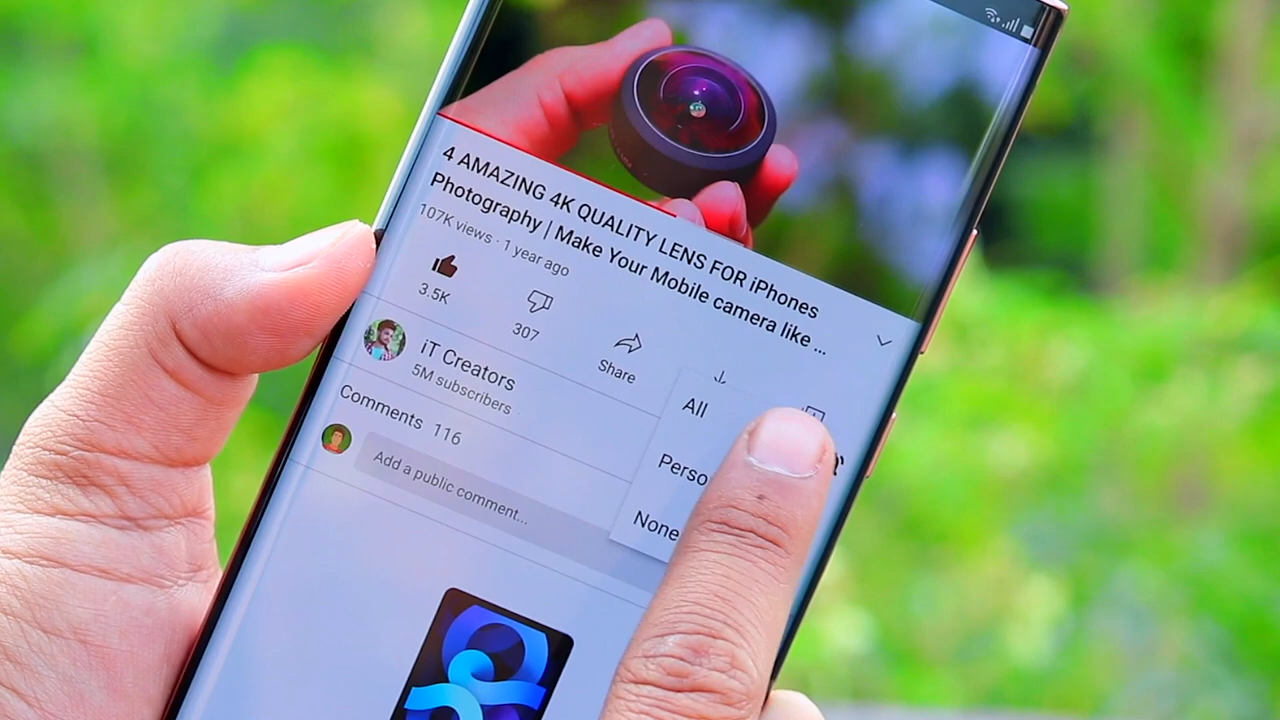 4 AMAZING 4K QUALITY LENS FOR iPhones
Photography | Make Your Mobile camera like ...
107K views · 1 year ago
3.5K
307
Share
iT Creators
5M subscribers
All
Perso
None
Comments 116
Add a public comment...